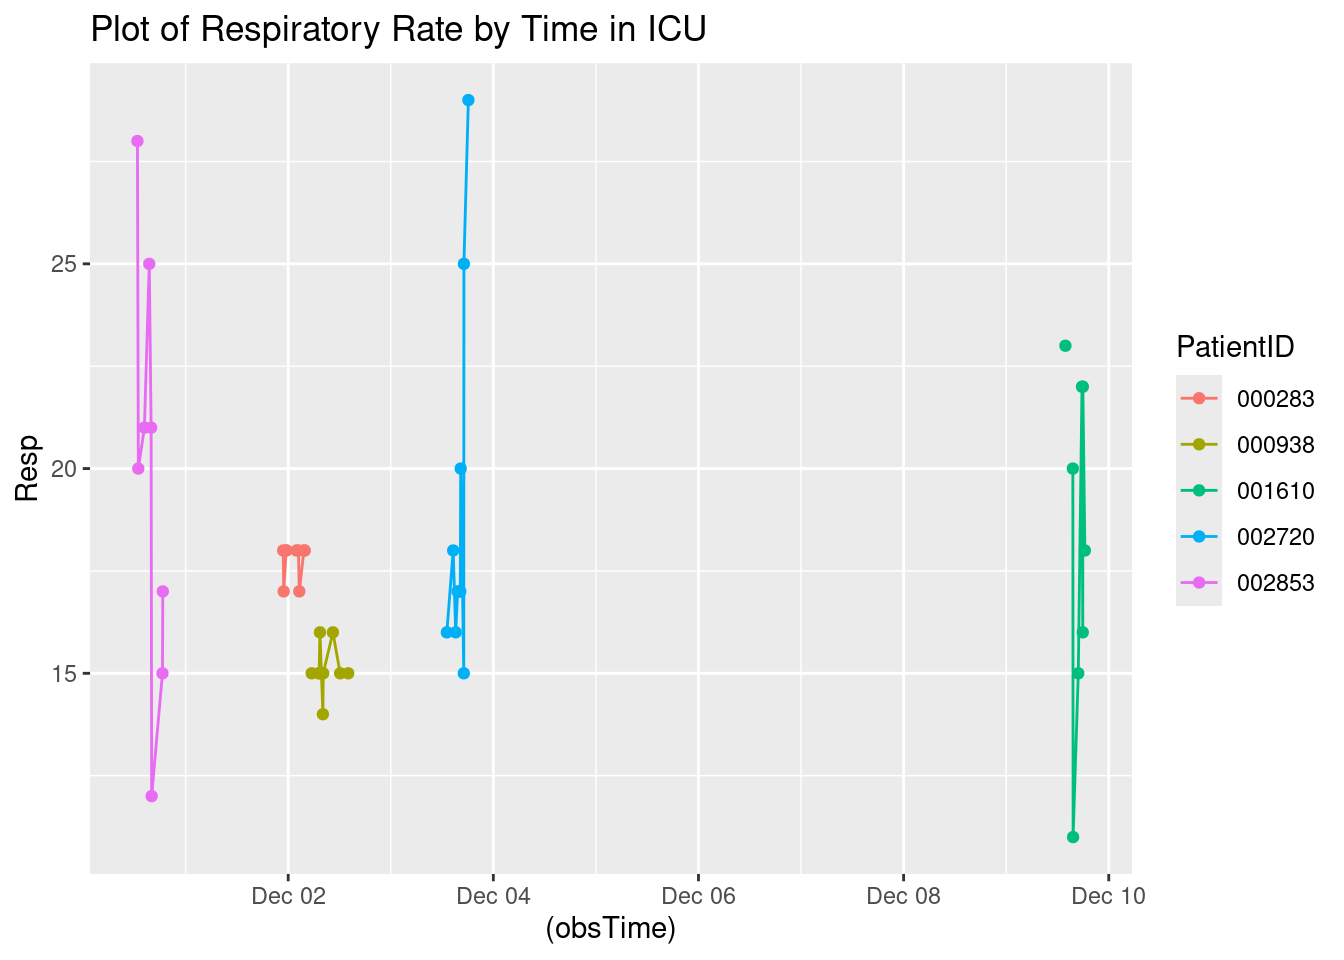 Plot of Respiratory Rate by Time in ICU
25
20
15
Resp
Dec 02
Dec 04
Dec 06
Dec 08
Dec 10
(obsTime)
PatientID
000283
000938
001610
002720
002853